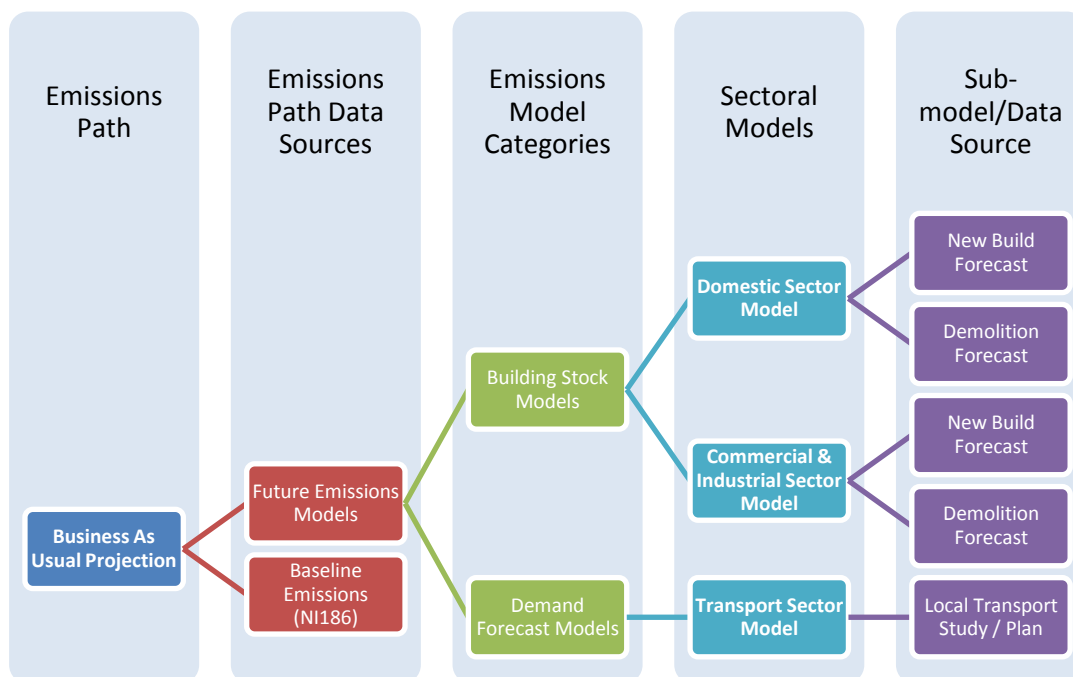 Emissions
Path
Emissions
Path Data
Sources
Emissions
Model
Categories
Sectoral
Models
Sub-
model/Data
Source
Business As
Usual Projection
Future Emissions
Models
Baseline
Emissions
(NI186)
Building Stock
Models
Demand
Forecast Models
Domestic Sector
Model
Commercial &
Industrial Sector
Model
Transport Sector
Model
New Build
Forecast
Demolition
Forecast
New Build
Forecast
Demolition
Forecast
Local Transport
Study / Plan